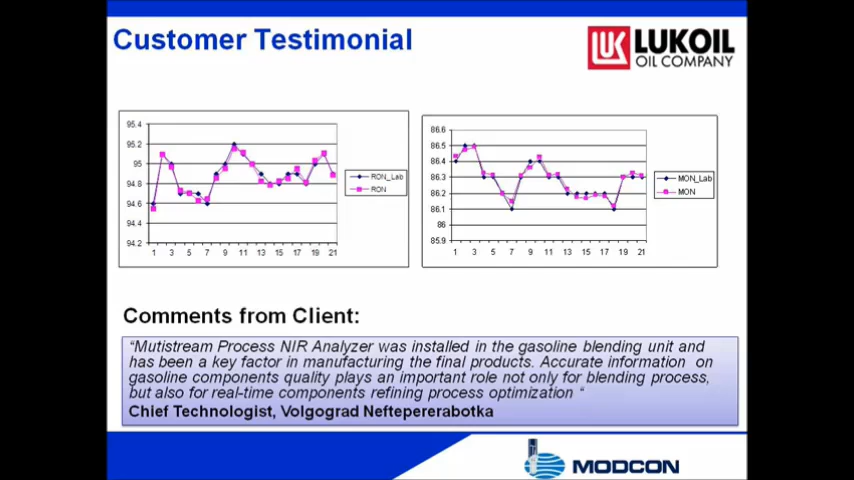 Customer Testimonial
LUKOIL
OIL COMPANY
95.4
95.2
95
94.8
94.6
94.4
94.2
1 3 5 7 9 11 13 15 17 19 21
RON_Lab
RON
86.6
86.5
86.4
86.3
86.2
86.1
86
85.9
1 3 5 7 9 11 13 15 17 19 21
MON_Lab
MON
Comments from Client:
“Mutistream Process NIR Analyzer was installed in the gasoline blending unit and
has been a key factor in manufacturing the final products. Accurate information on
gasoline components quality plays an important role not only for blending process,
but also for real-time components refining process optimization “
Chief Technologist, Volgograd Neftepererabotka
MODCON